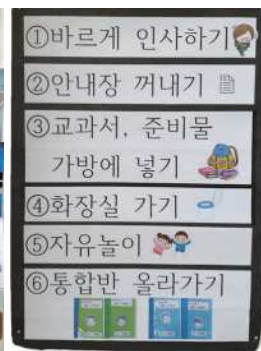 ①바르게 인사하기
②안내장 꺼내기
③교과서, 준비물
가방에 넣기
④화장실 가기
⑤자유놀이
⑥통합반 올라가기